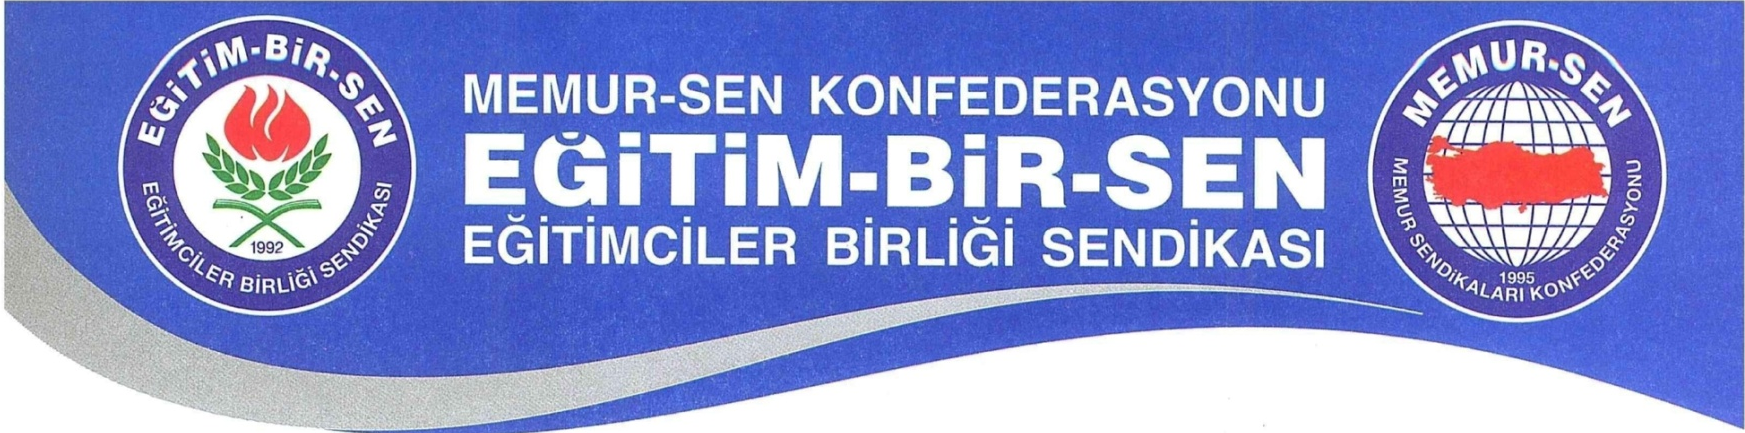 EĞİTİM-BİR-SEN
1992
EĞİTİMCİLER BİRLİĞİ SENDİKASI
MEMUR-SEN KONFEDERASYONU
EĞİTİM-BİR-SEN
EĞİTİMCİLER BİRLİĞİ SENDİKASI
MEMUR-SEN
1995
MEMUR SENDİKALARI KONFEDERASYONU